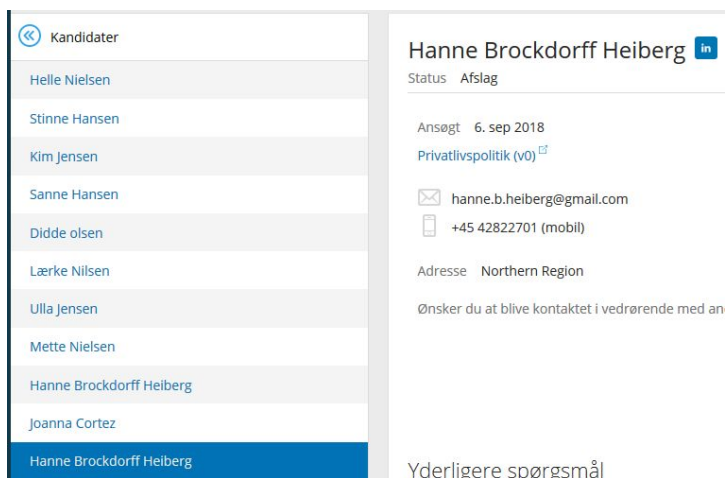 Kandidater
Helle Nielsen
Stinne Hansen
Kim Jensen
Sanne Hansen
Didde olsen
Lærke Nilsen
Ulla Jensen
Mette Nielsen
Hanne Brockdorff Heiberg
Joanna Cortez
Hanne Brockdorff Heiberg
Hanne Brockdorff Heiberg in
Status Afslag
Ansøgt 6. sep 2018
Privatlivspolitik (v0)
hanne.b.heiberg@gmail.com
+45 42822701 (mobil)
Adresse Northern Region
Ønsker du at blive kontaktet i vedrørende med
Yderligere spørgsmål